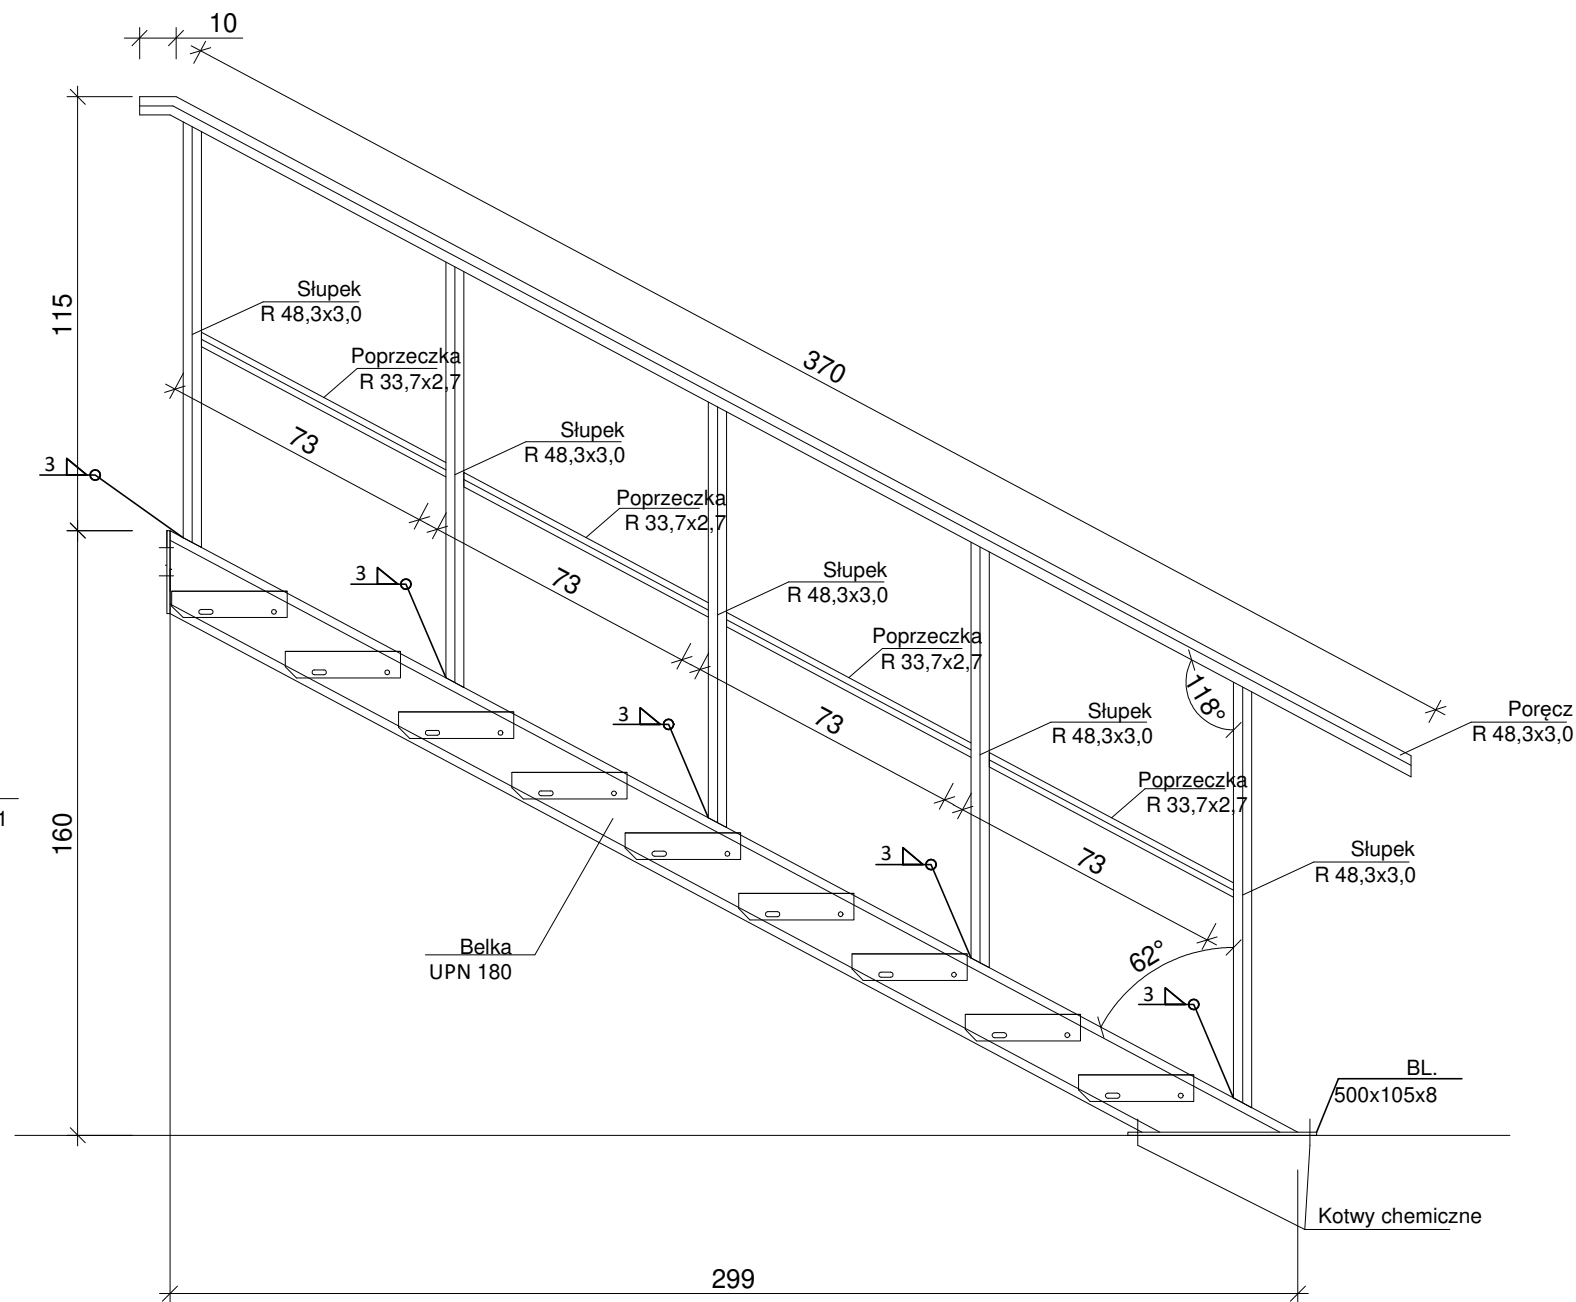 10
115
370
Słupek
R 48,3x3,0
Poprzeczka
R 33,7x2,7
73
3
Słupek
R 48,3x3,0
Poprzeczka
R 33,7x2,7
73
3
Słupek
R 48,3x3,0
Poprzeczka
R 33,7x2,7
73
3
Słupek
R 48,3x3,0
118°
Poręcz
R 48,3x3,0
Poprzeczka
R 33,7x2,7
73
3
Słupek
R 48,3x3,0
1
160
Belka
UPN 180
62°
3
BL.
500x105x8
Kotwy chemiczne
299